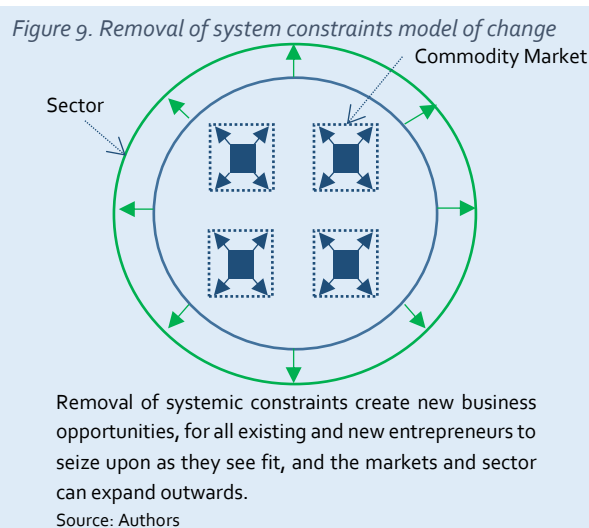 Figure 9. Removal of system constraints model of change
Commodity Market
Sector
Removal of systemic constraints create new business
opportunities, for all existing and new entrepreneurs to
seize upon as they see fit, and the markets and sector
can expand outwards.
Source: Authors